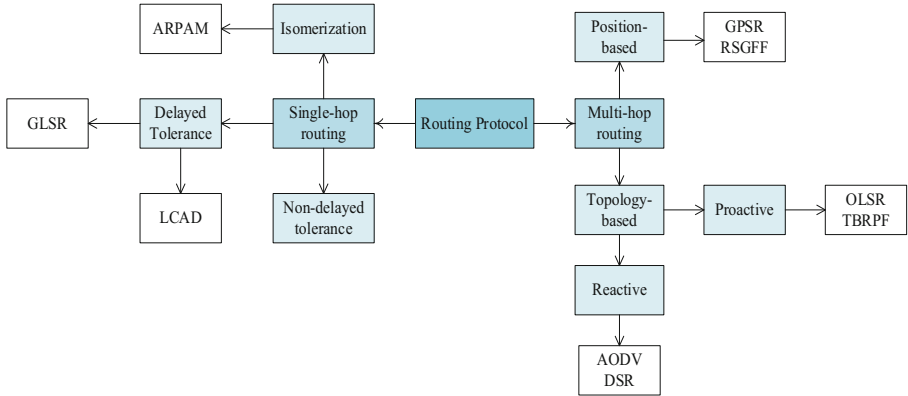 ARPAM
Isomerization
Position-
based
GPSR
RSGFF
GLSR
Delayed
Tolerance
Single-hop
routing
Routing Protocol
Multi-hop
routing
LCAD
Non-delayed
tolerance
Topology-
based
Proactive
OLSR
TBRPF
Reactive
AODV
DSR